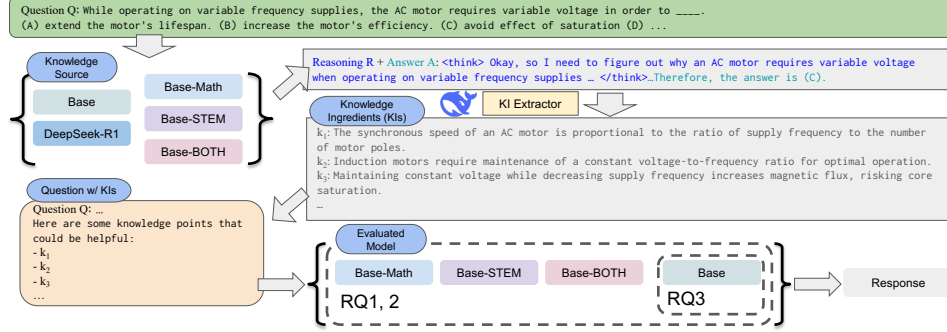 Question Q: While operating on variable frequency supplies, the AC motor requires variable voltage in order to ____.
(A) extend the motor's lifespan. (B) increase the motor's efficiency. (C) avoid effect of saturation (D) ...
Knowledge
Source
Base
DeepSeek-R1
Base-Math
Base-STEM
Base-BOTH
Reasoning R + Answer A: <think> Okay, so I need to figure out why an AC motor requires variable voltage
when operating on variable frequency supplies … </think>…Therefore, the answer is (C).
Knowledge
Ingredients (KIs)
KI Extractor
k₁: The synchronous speed of an AC motor is proportional to the ratio of supply frequency to the number
of motor poles.
k₂: Induction motors require maintenance of a constant voltage-to-frequency ratio for optimal operation.
k₃: Maintaining constant voltage while decreasing supply frequency increases magnetic flux, risking core
saturation.
…
Question w/ KIs
Question Q: …
Here are some knowledge points that
could be helpful:
- k₁
- k₂
- k₃
…
Evaluated
Model
Base-Math
Base-STEM
Base-BOTH
Base
RQ1, 2
RQ3
Response